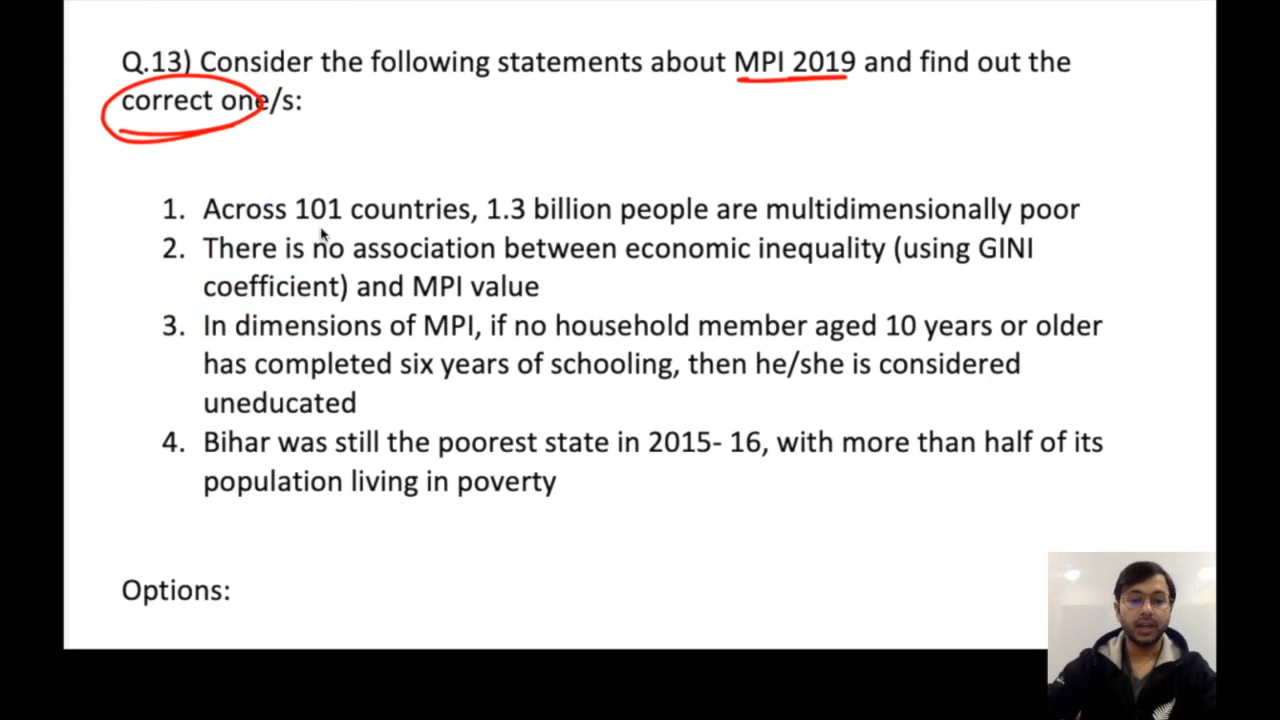 Q.13) Consider the following statements about MPI 2019 and find out the
correct one/s:
1. Across 101 countries, 1.3 billion people are multidimensionally poor
2. There is no association between economic inequality (using GINI
coefficient) and MPI value
3. In dimensions of MPI, if no household member aged 10 years or older
has completed six years of schooling, then he/she is considered
uneducated
4. Bihar was still the poorest state in 2015- 16, with more than half of its
population living in poverty
Options: